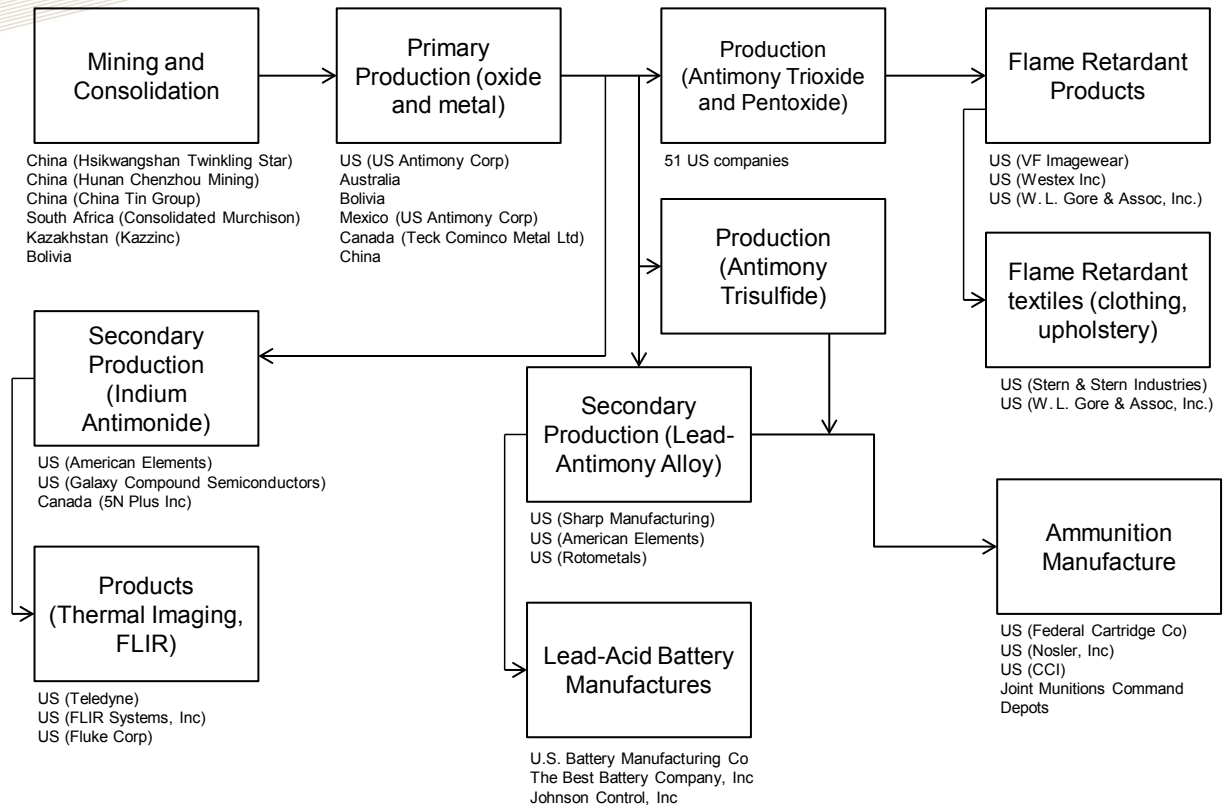 Mining and
Consolidation
China (Hsikwangshan Twinkling Star)
China (Hunan Chenzhou Mining)
China (China Tin Group)
South Africa (Consolidated Murchison)
Kazakhstan (Kazzinc)
Bolivia
Primary
Production (oxide
and metal)
US (US Antimony Corp)
Australia
Bolivia
Mexico (US Antimony Corp)
Canada (Teck Cominco Metal Ltd)
China
Production
(Antimony Trioxide
and Pentoxide)
51 US companies
Flame Retardant
Products
US (VF Imagewear)
US (Westex Inc)
US (W. L. Gore & Assoc, Inc.)
Production
(Antimony
Trisulfide)
Flame Retardant
textiles (clothing,
upholstery)
US (Stern & Stern Industries)
US (W. L. Gore & Assoc, Inc.)
Secondary
Production
(Indium
Antimonide)
US (American Elements)
US (Galaxy Compound Semiconductors)
Canada (5N Plus Inc)
Secondary
Production (Lead-
Antimony Alloy)
US (Sharp Manufacturing)
US (American Elements)
US (Rotometals)
Ammunition
Manufacture
US (Federal Cartridge Co)
US (Nosler, Inc)
US (CCI)
Joint Munitions Command
Depots
Products
(Thermal Imaging,
FLIR)
US (Teledyne)
US (FLIR Systems, Inc)
US (Fluke Corp)
Lead-Acid Battery
Manufactures
U.S. Battery Manufacturing Co
The Best Battery Company, Inc
Johnson Control, Inc